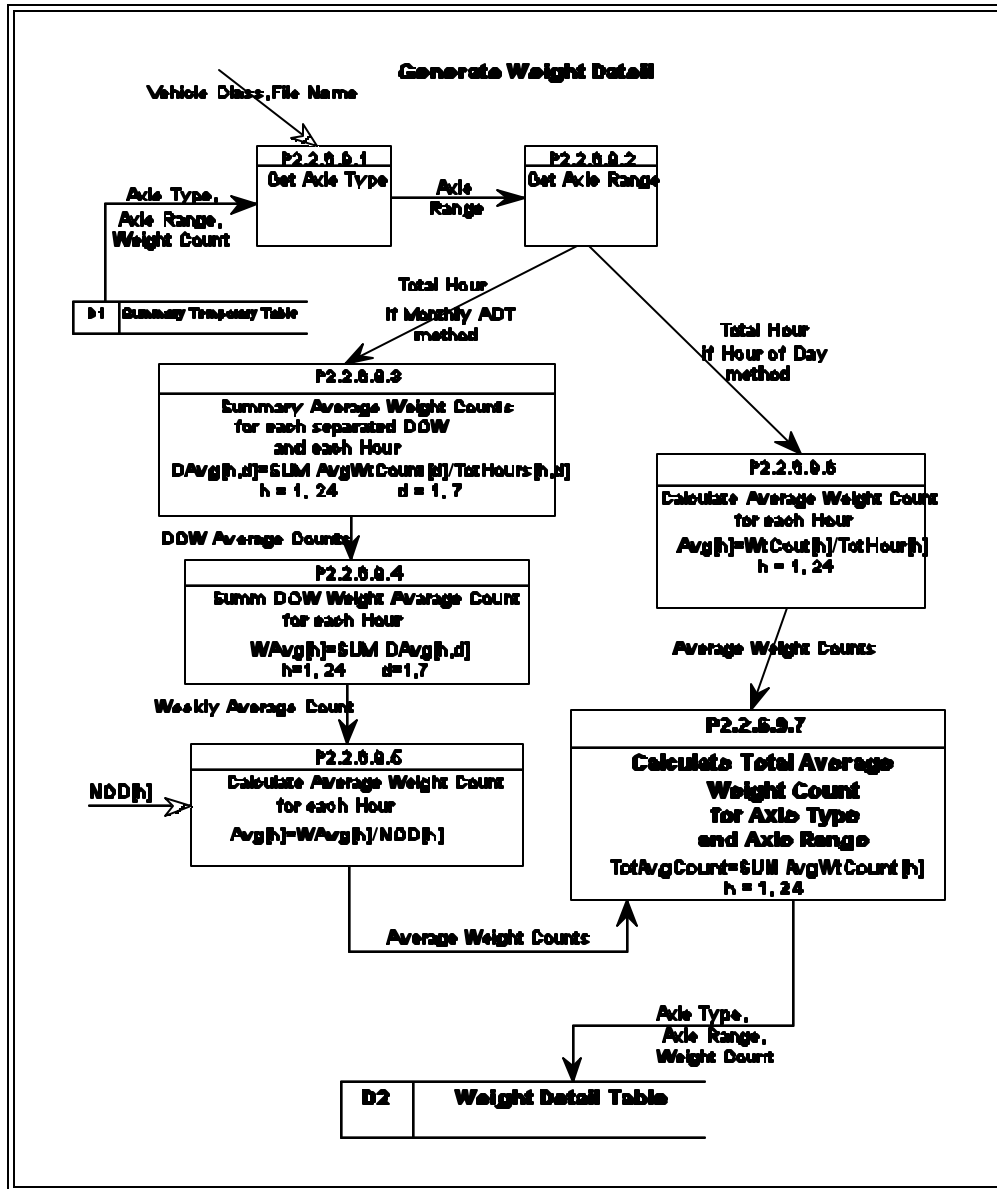 Generate Weight Detail
Vehicle Class, File Name
P2.2.6.9.1
Get Axle Type
P2.2.6.9.2
Get Axle Range
Axle Type,
Axle Range,
Weight Count
Axle
Range
D1 Summary Temporary Table
Total Hour
If Monthly ADT
method
Total Hour
If Hour of Day
method
P2.2.6.9.3
Summary Average Weight Counts
for each separated DOW
and each Hour
DAvg[h,d]=SUM AvgWtCount[d]/TotHours[h,d]
h = 1, 24 d = 1, 7
P2.2.6.9.6
Calculate Average Weight Count
for each Hour
Avg[h]=WtCout[h]/TotHour[h]
h = 1, 24
DOW Average Counts
P2.2.6.9.4
Summ DOW Weight Avarage Count
for each Hour
WAvg[h]=SUM DAvg[h,d]
h=1, 24 d=1,7
Average Weight Counts
Weekly Average Count
P2.2.6.9.5
Calculate Average Weight Count
for each Hour
Avg[h]=WAvg[h]/NOD[h]
NOD[h]
P2.2.6.9.7
Calculate Total Average
Weight Count
for Axle Type
and Axle Range
TotAvgCount=SUM AvgWtCount[h]
h = 1, 24
Average Weight Counts
Axle Type,
Axle Range,
Weight Count
D2 Weight Detail Table